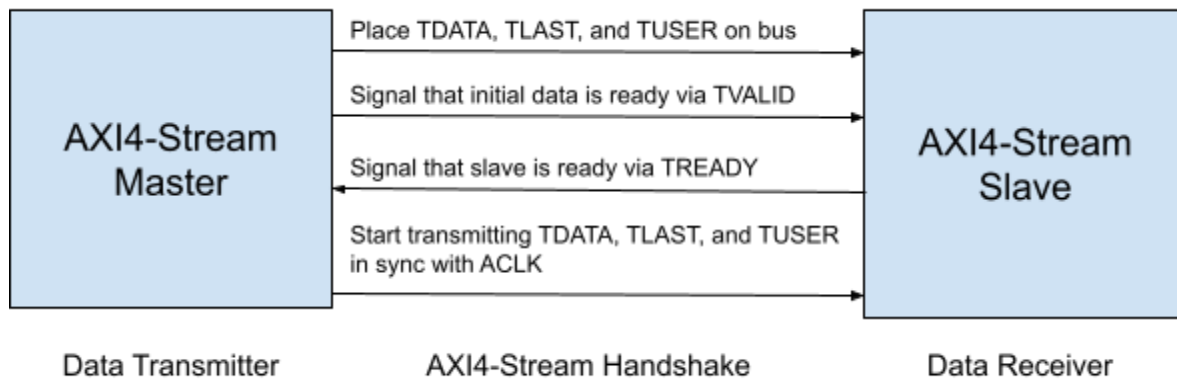 Place TDATA, TLAST, and TUSER on bus
Signal that initial data is ready via TVALID
AXI4-Stream
Master
AXI4-Stream
Slave
Signal that slave is ready via TREADY
Start transmitting TDATA, TLAST, and TUSER
in sync with ACLK
Data Transmitter
AXI4-Stream Handshake
Data Receiver